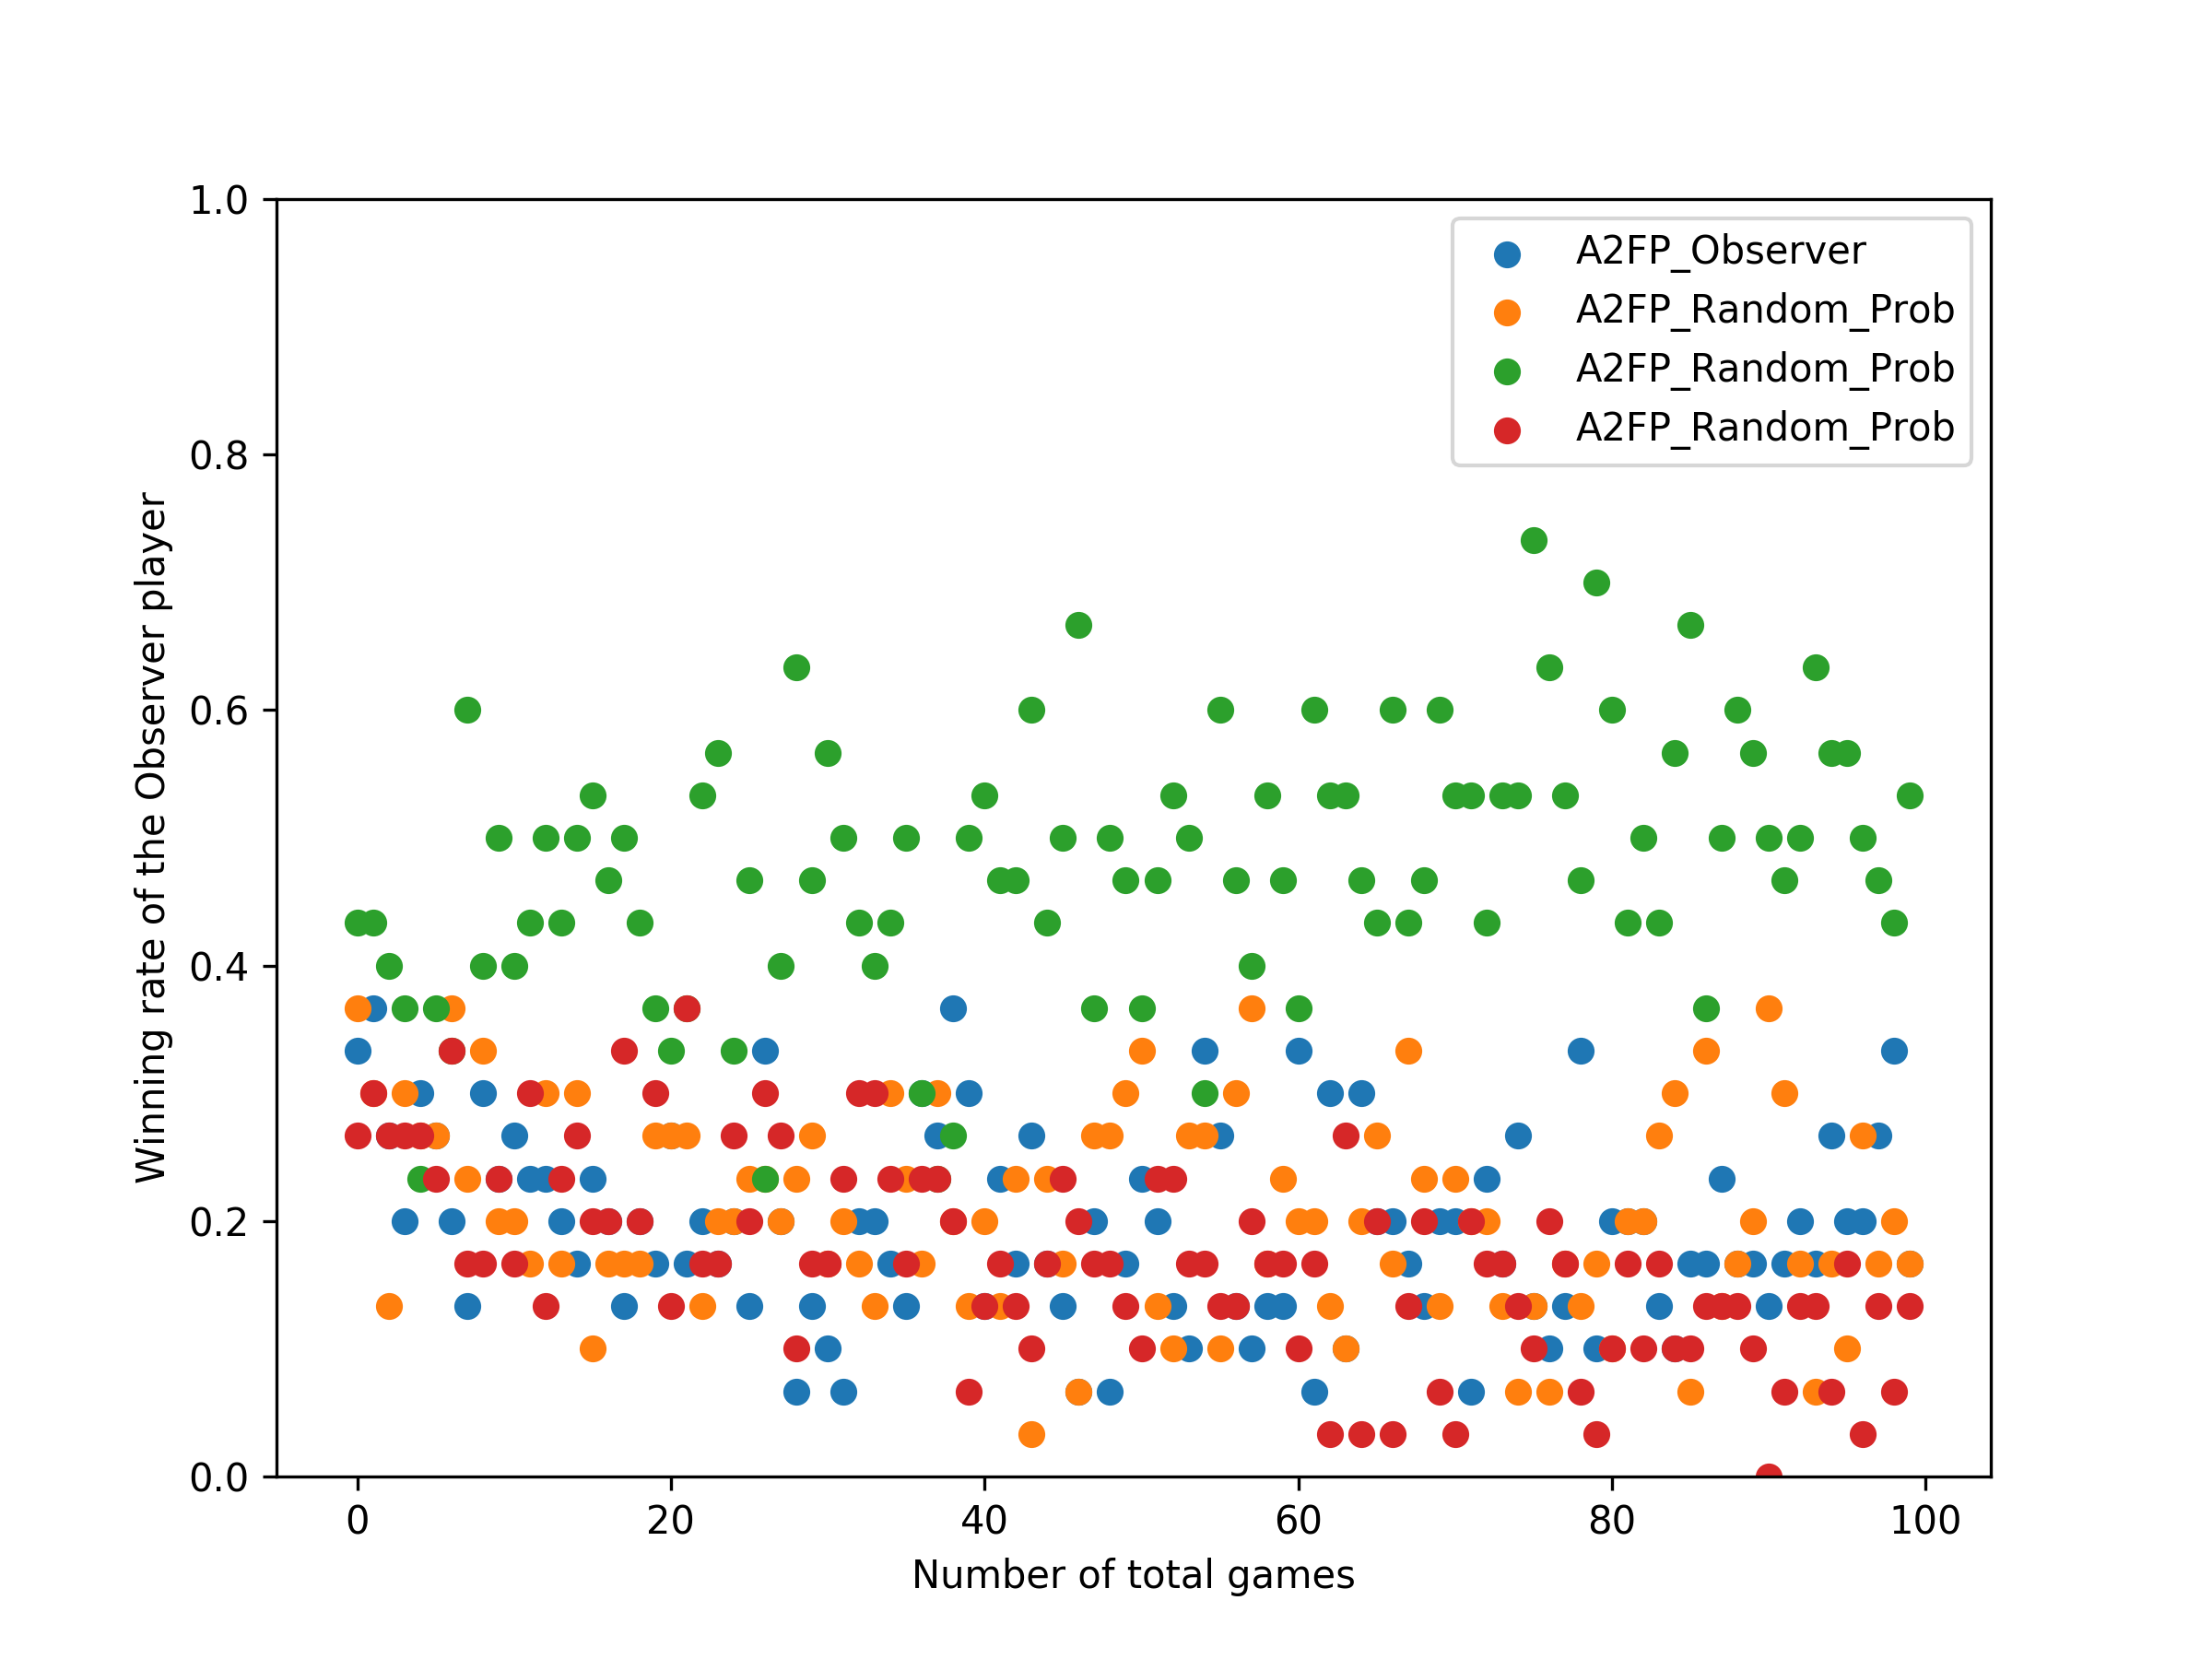 1.0
0.8
0.6
0.4
0.2
0.0
Winning rate of the Observer player
A2FP_Observer
A2FP_Random_Prob
A2FP_Random_Prob
A2FP_Random_Prob
0 20 40 60 80 100
Number of total games